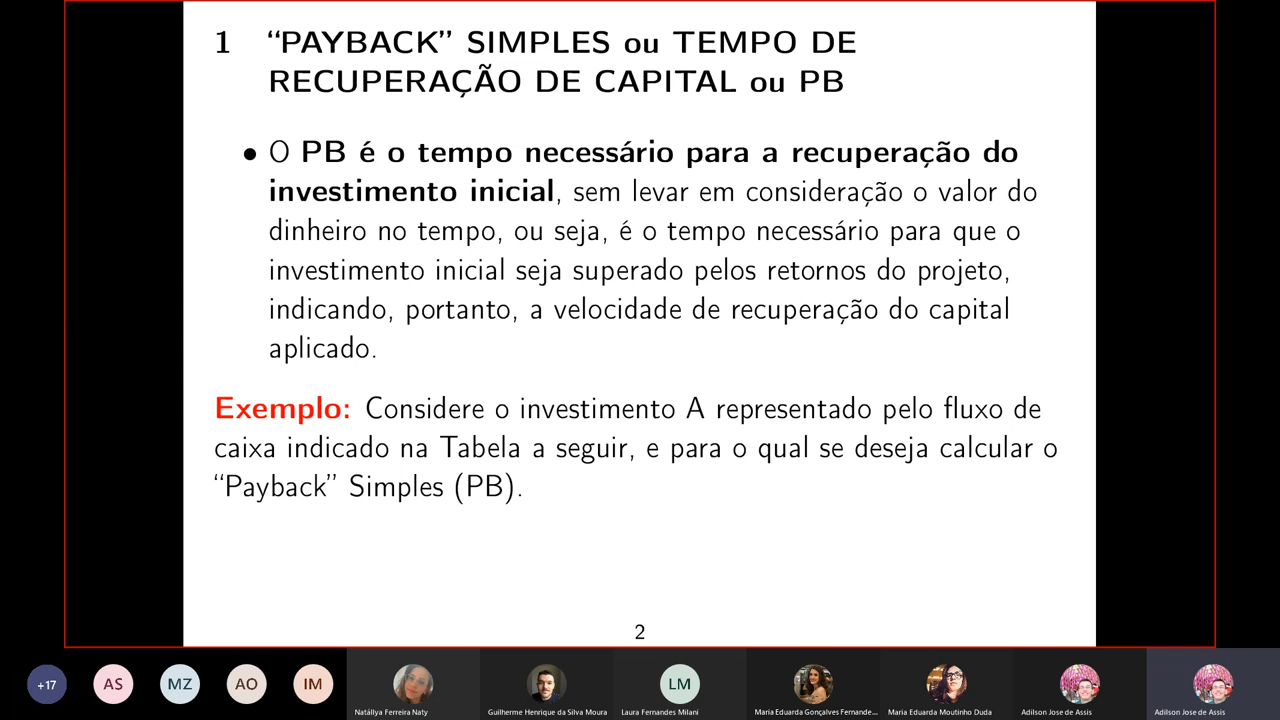 1 “PAYBACK” SIMPLES ou TEMPO DE
RECUPERAÇÃO DE CAPITAL ou PB
• O PB é o tempo necessário para a recuperação do
investimento inicial, sem levar em consideração o valor do
dinheiro no tempo, ou seja, é o tempo necessário para que o
investimento inicial seja superado pelos retornos do projeto,
indicando, portanto, a velocidade de recuperação do capital
aplicado.
Exemplo: Considere o investimento A representado pelo fluxo de
caixa indicado na Tabela a seguir, e para o qual se deseja calcular o
“Payback” Simples (PB).
2
+17 AS MZ AO IM LM
Natállya Ferreira Naty Guilherme Henrique da Silva Moura Laura Fernandes Milani Maria Eduarda Gonçalves Fernande... Maria Eduarda Moutinho Duda Adilson Jose de Assis Adilson Jose de Assis